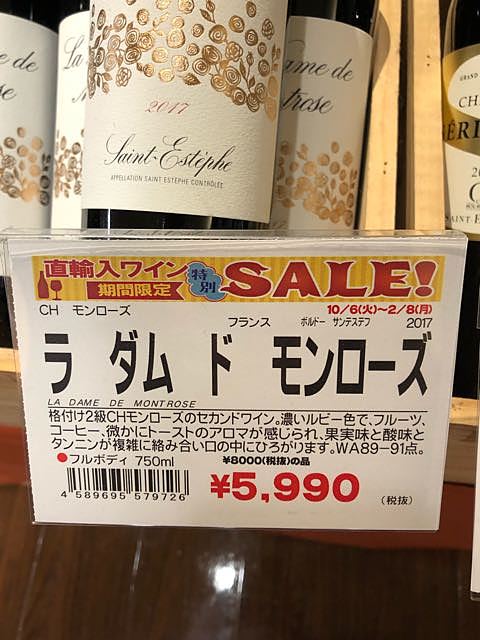 La
M
ame de
trose
GRAND
CH
2017
Saint-Estèphe
APPELLATION SAINT ESTÈPHE CONTRÔLÉE
SAINT-EST
直輸入ワイン
期間限定
特別
SALE!
10/6(火)~2/8(月)
CH モンローズ
フランス ボルドー サンテステフ 2017
ラ ダム ド モンローズ
LA DAME DE MONTROSE
格付け2級CHモンローズのセカンドワイン。濃いルビー色で、フルーツ、
コーヒー、微かにトーストのアロマが感じられ、果実味と酸味と
タンニンが複雑に絡み合い口の中にひろがります。WA89-91点。
●フルボディ 750ml
¥8000(税抜)の品
4 589695 579726
¥5,990
(税抜)